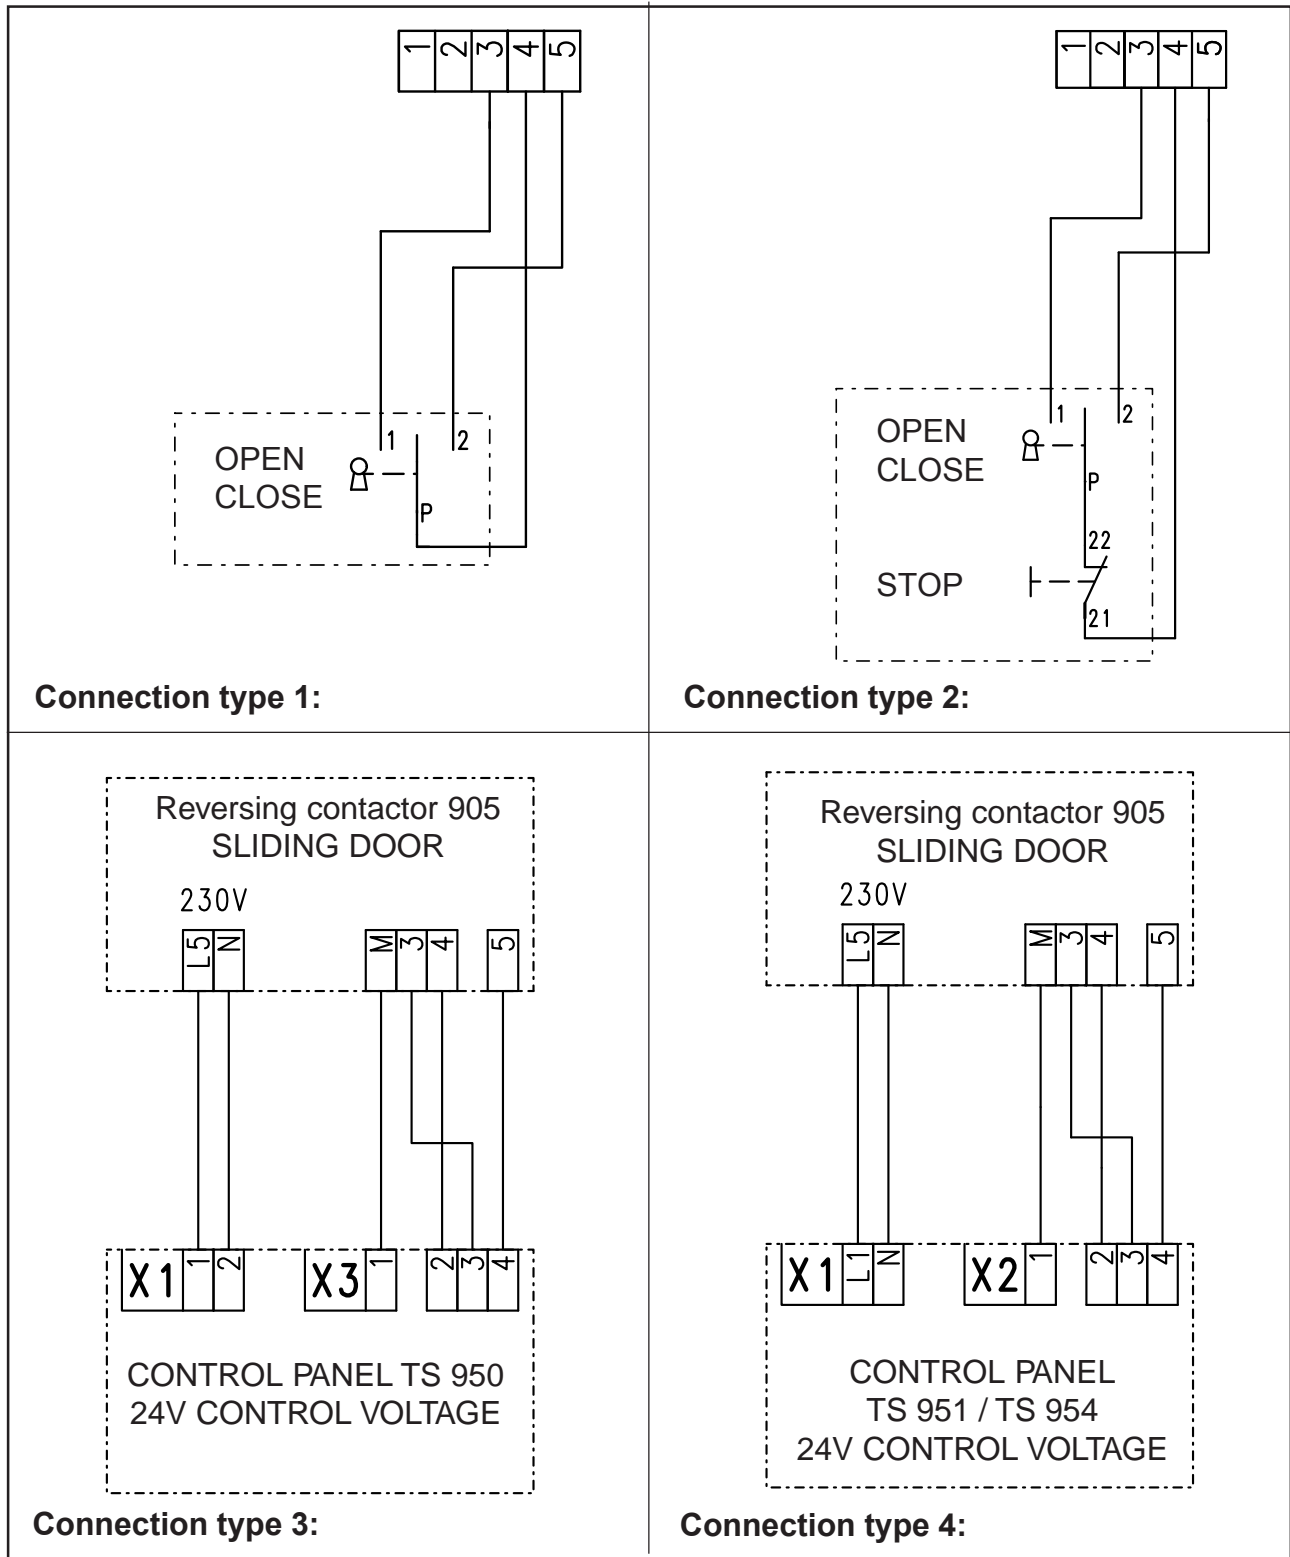 1 2 3 4 5
1 2
OPEN
CLOSE
P
Connection type 1:
1 2 3 4 5
1 2
OPEN
CLOSE
P
22
STOP
21
Connection type 2:
Reversing contactor 905
SLIDING DOOR
230V
L5 N M 3 4 5
X1 1 2 X3 1 2 3 4
CONTROL PANEL TS 950
24V CONTROL VOLTAGE
Connection type 3:
Reversing contactor 905
SLIDING DOOR
230V
L5 N M 3 4 5
X1 L1 N X2 1 2 3 4
CONTROL PANEL
TS 951 / TS 954
24V CONTROL VOLTAGE
Connection type 4: